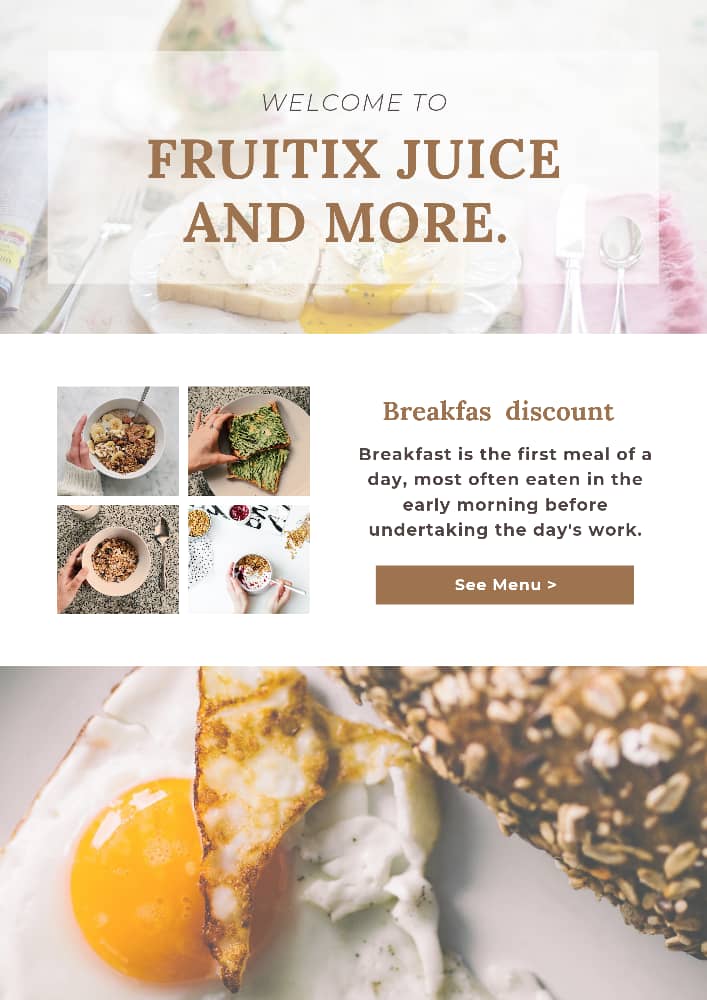 WELCOME TO
FRUITIX JUICE
AND MORE.
Breakfas discount
Breakfast is the first meal of a
day, most often eaten in the
early morning before
undertaking the day's work.
See Menu >